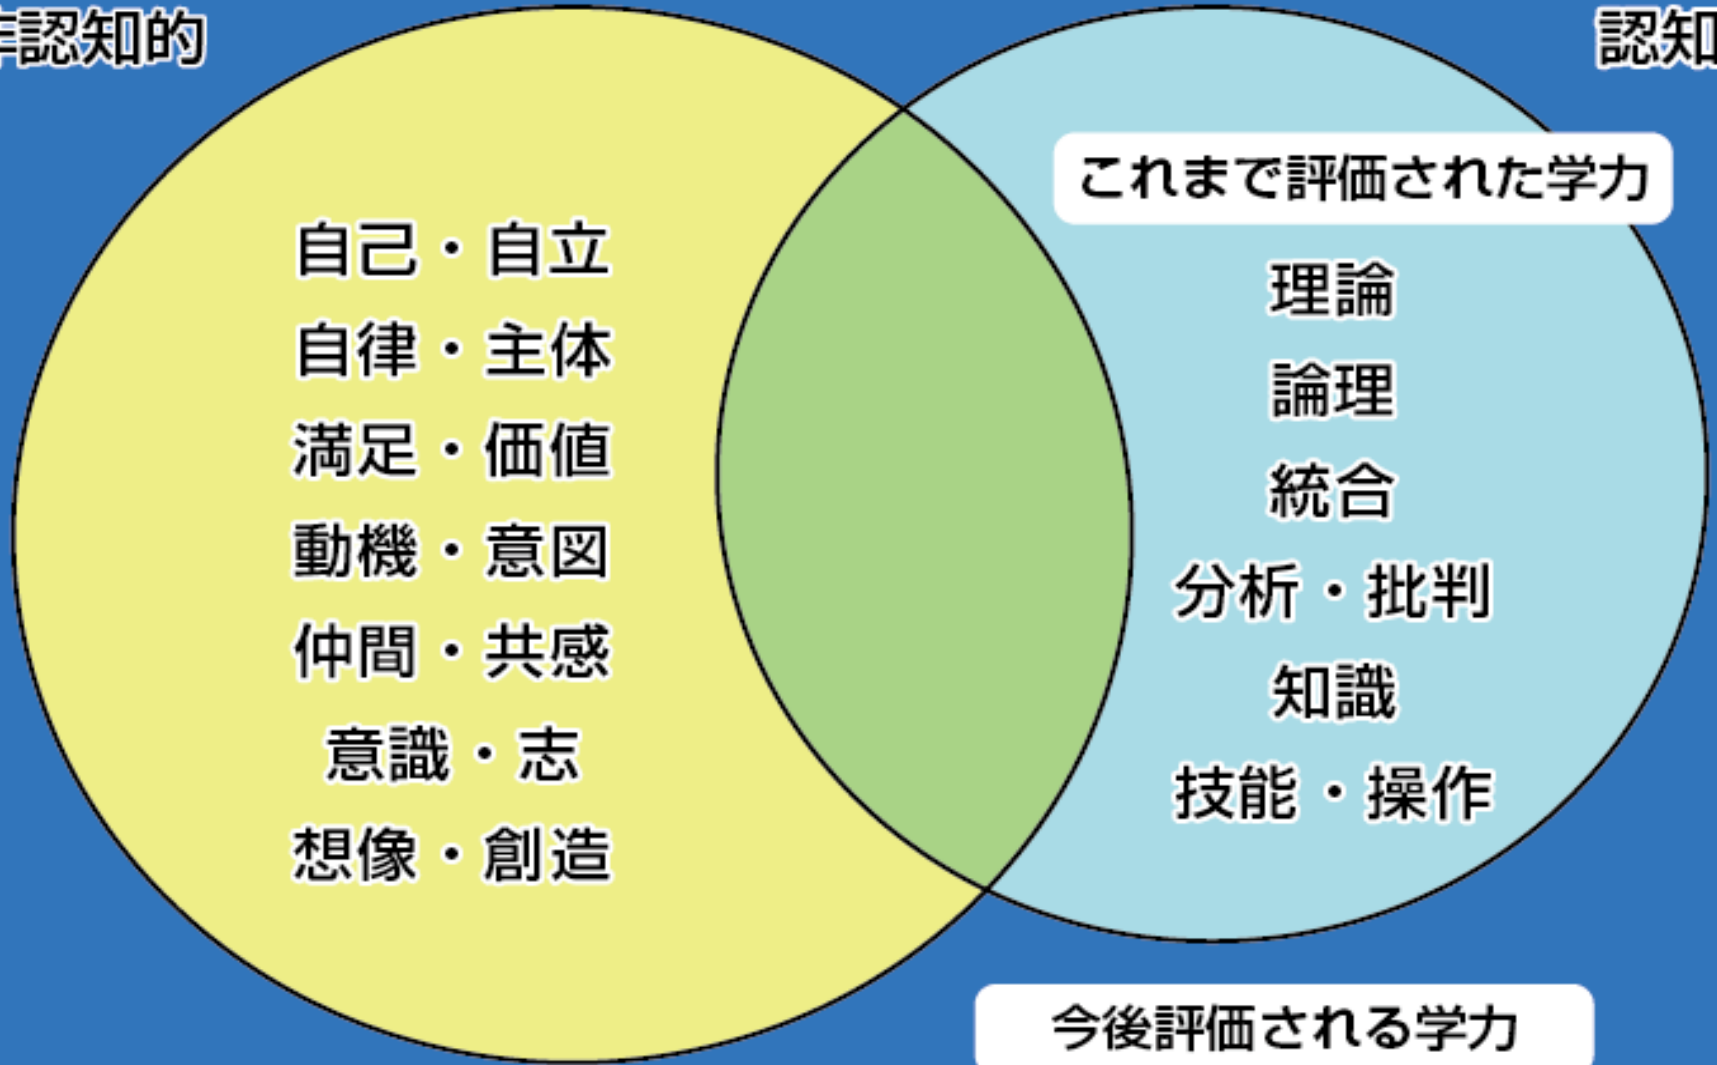 非認知的
認知
これまで評価された学力
自己・自立
自律・主体
満足・価値
動機・意図
仲間・共感
意識・志
想像・創造
理論
論理
統合
分析・批判
知識
技能・操作
今後評価される学力